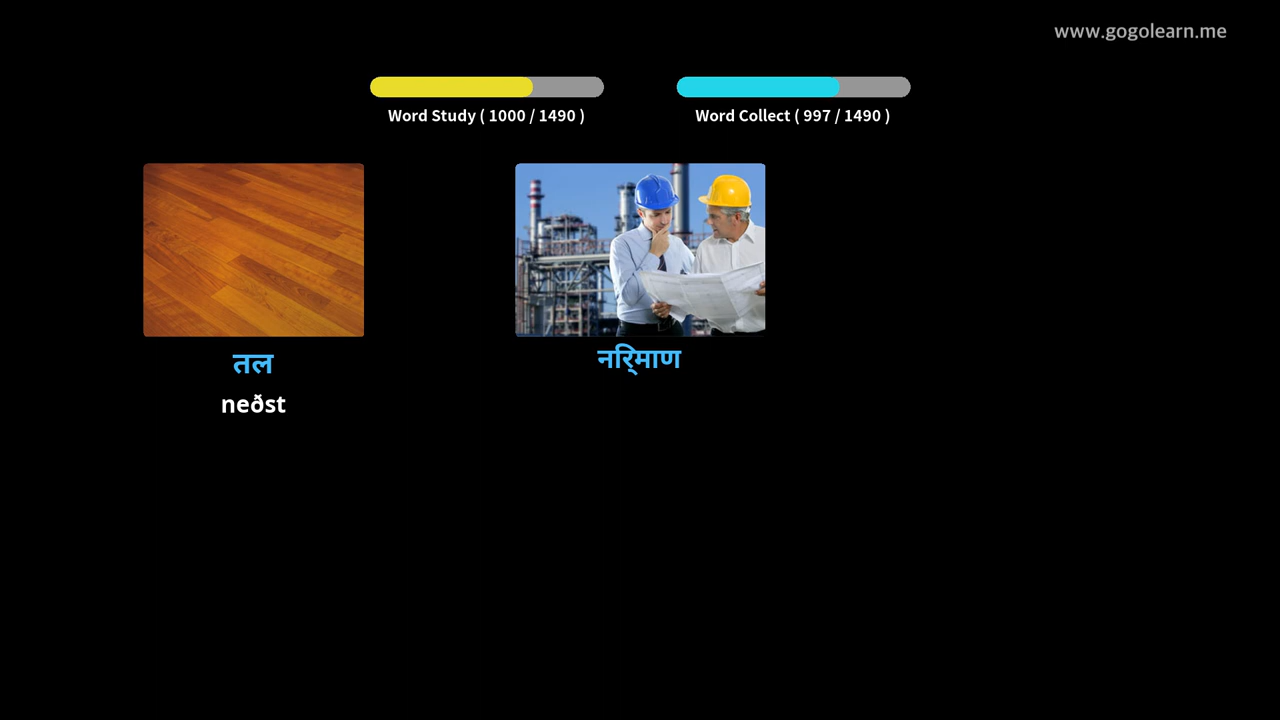 www.gogolearn.me
Word Study ( 1000 / 1490 )
Word Collect ( 997 / 1490 )
तल
निर्माण
neðst